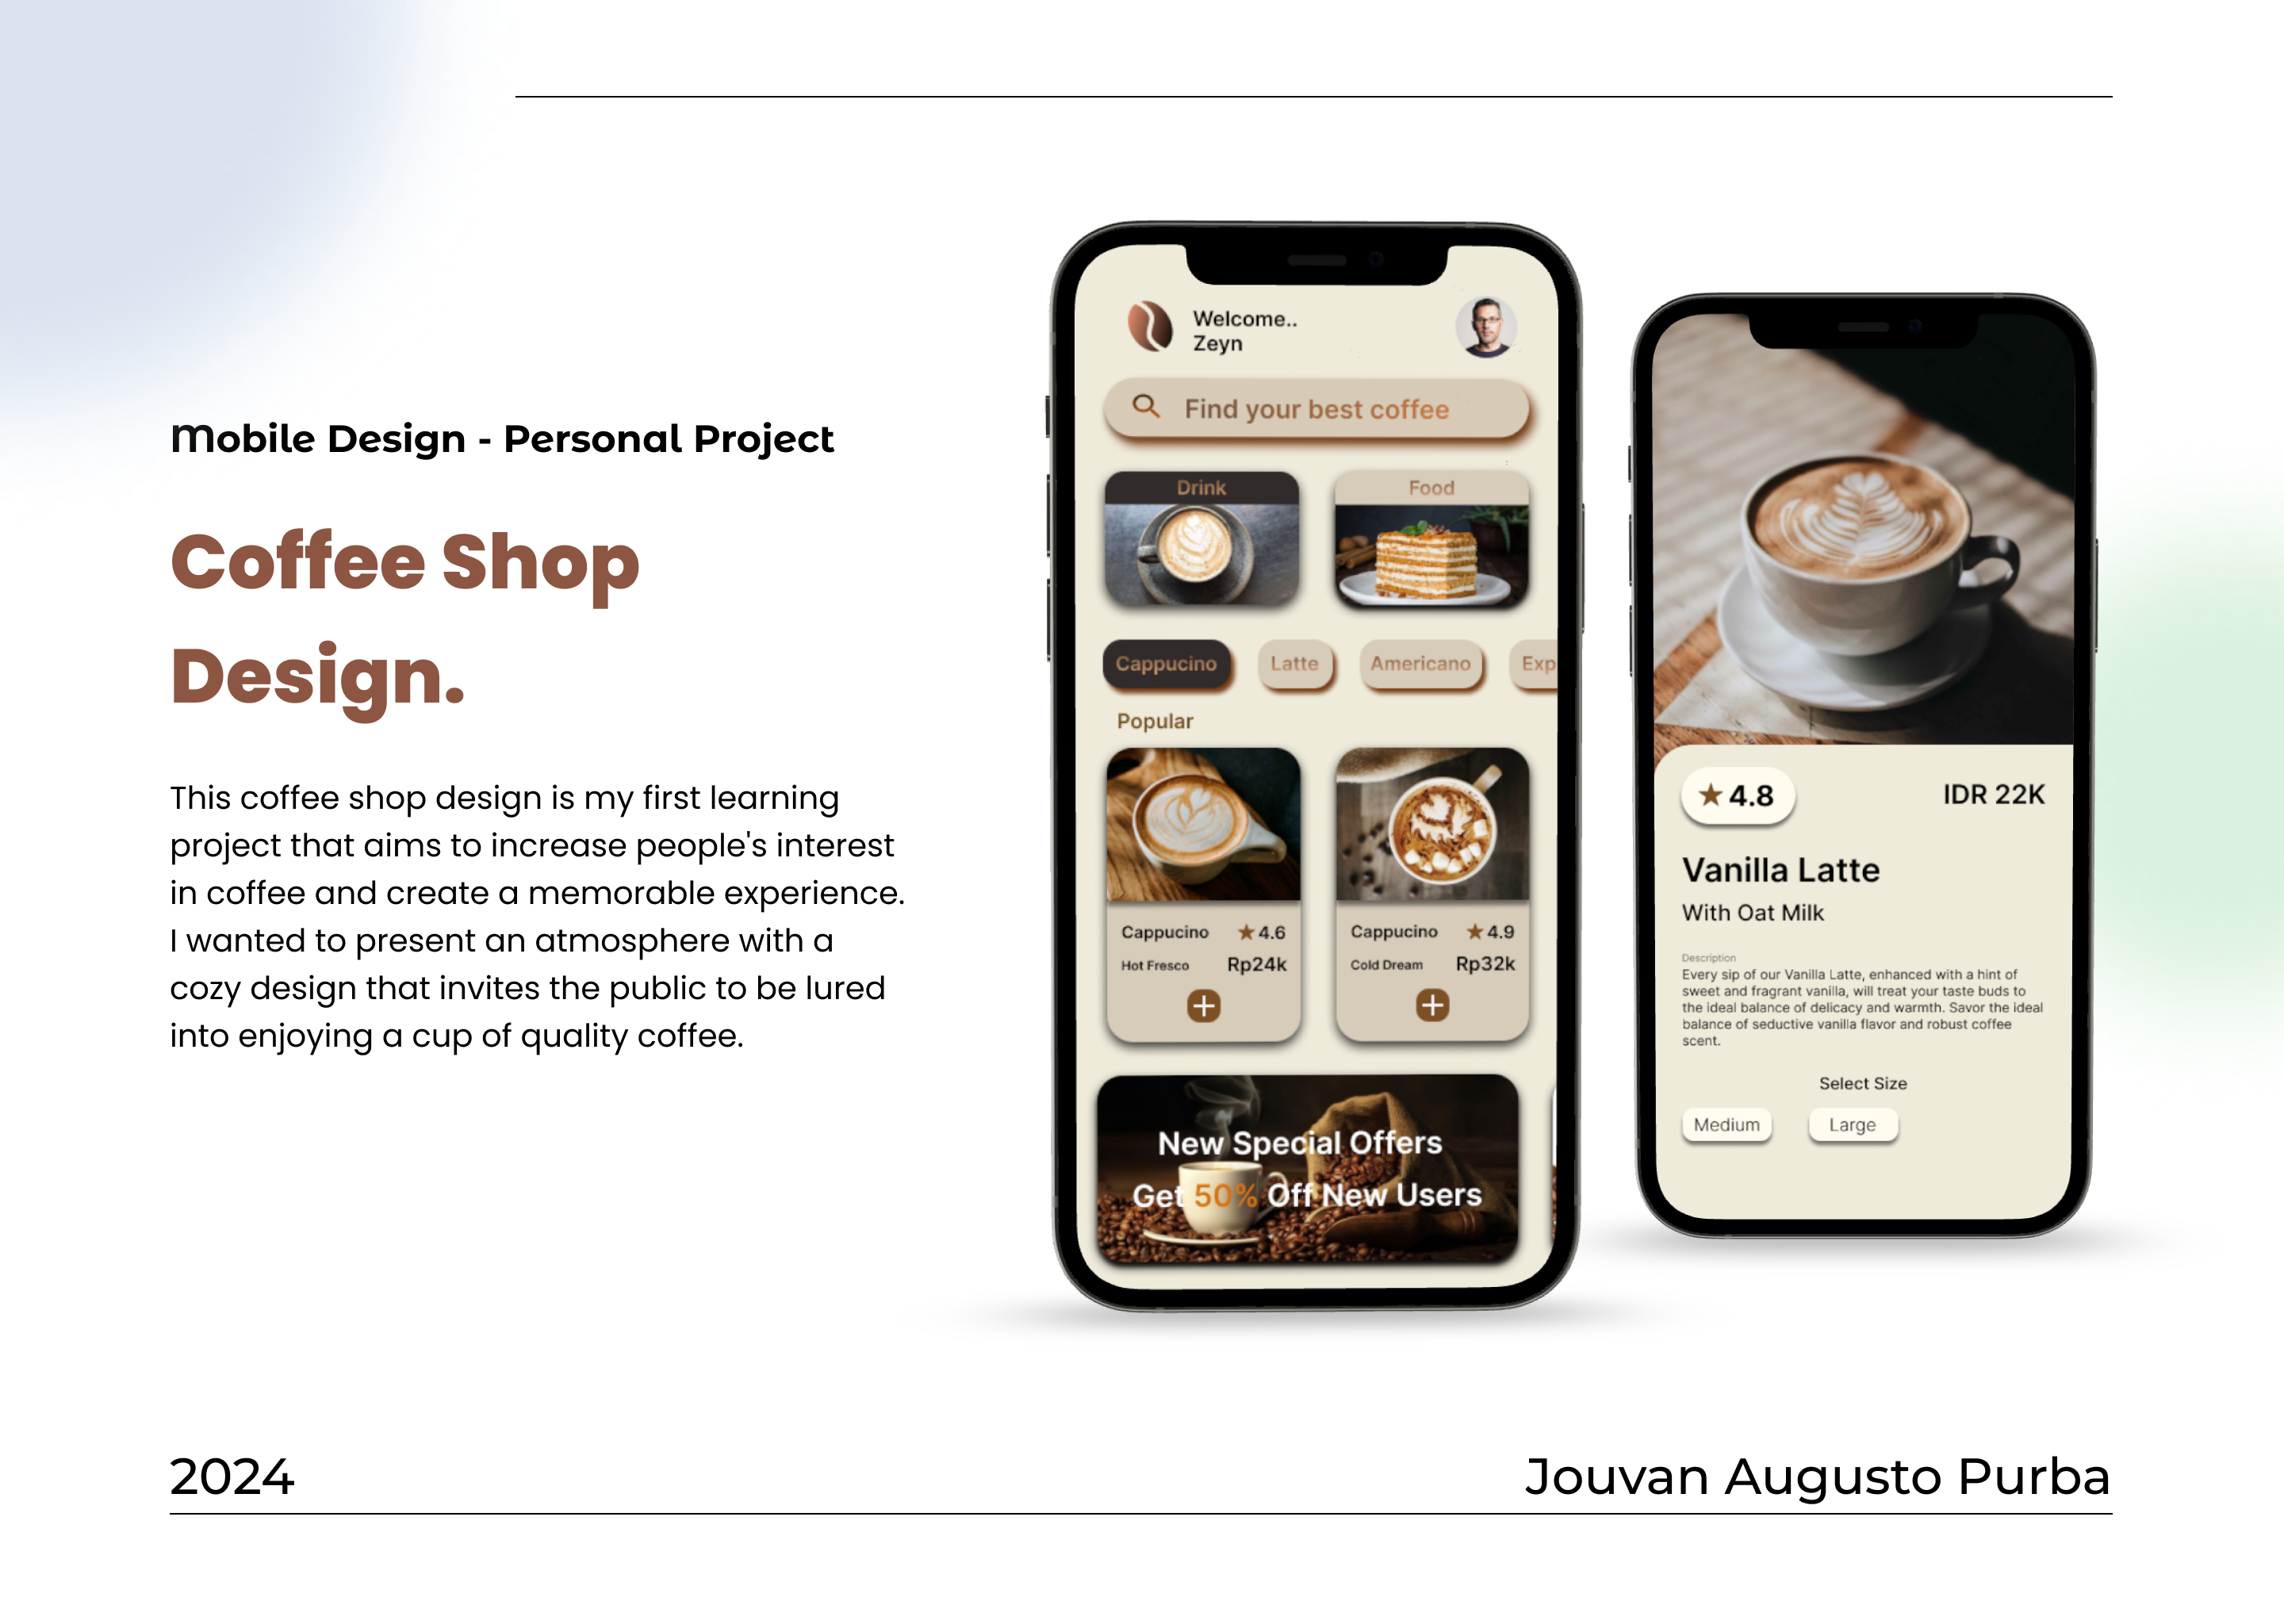 Mobile Design - Personal Project
Coffee Shop
Design.
This coffee shop design is my first learning
project that aims to increase people's interest
in coffee and create a memorable experience.
I wanted to present an atmosphere with a
cozy design that invites the public to be lured
into enjoying a cup of quality coffee.
Welcome..
Zeyn
Find your best coffee
Drink
Food
Cappucino
Latte
Americano
Exp
Popular
Cappucino
★ 4.6
Hot Fresco
Rp24k
Cappucino
★ 4.9
Cold Dream
Rp32k
New Special Offers
Get 50% Off New Users
★ 4.8
IDR 22K
Vanilla Latte
With Oat Milk
Description
Every sip of our Vanilla Latte, enhanced with a hint of
sweet and fragrant vanilla, will treat your taste buds to
the ideal balance of delicacy and warmth. Savor the ideal
balance of seductive vanilla flavor and robust coffee
scent.
Select Size
Medium
Large
2024
Jouvan Augusto Purba